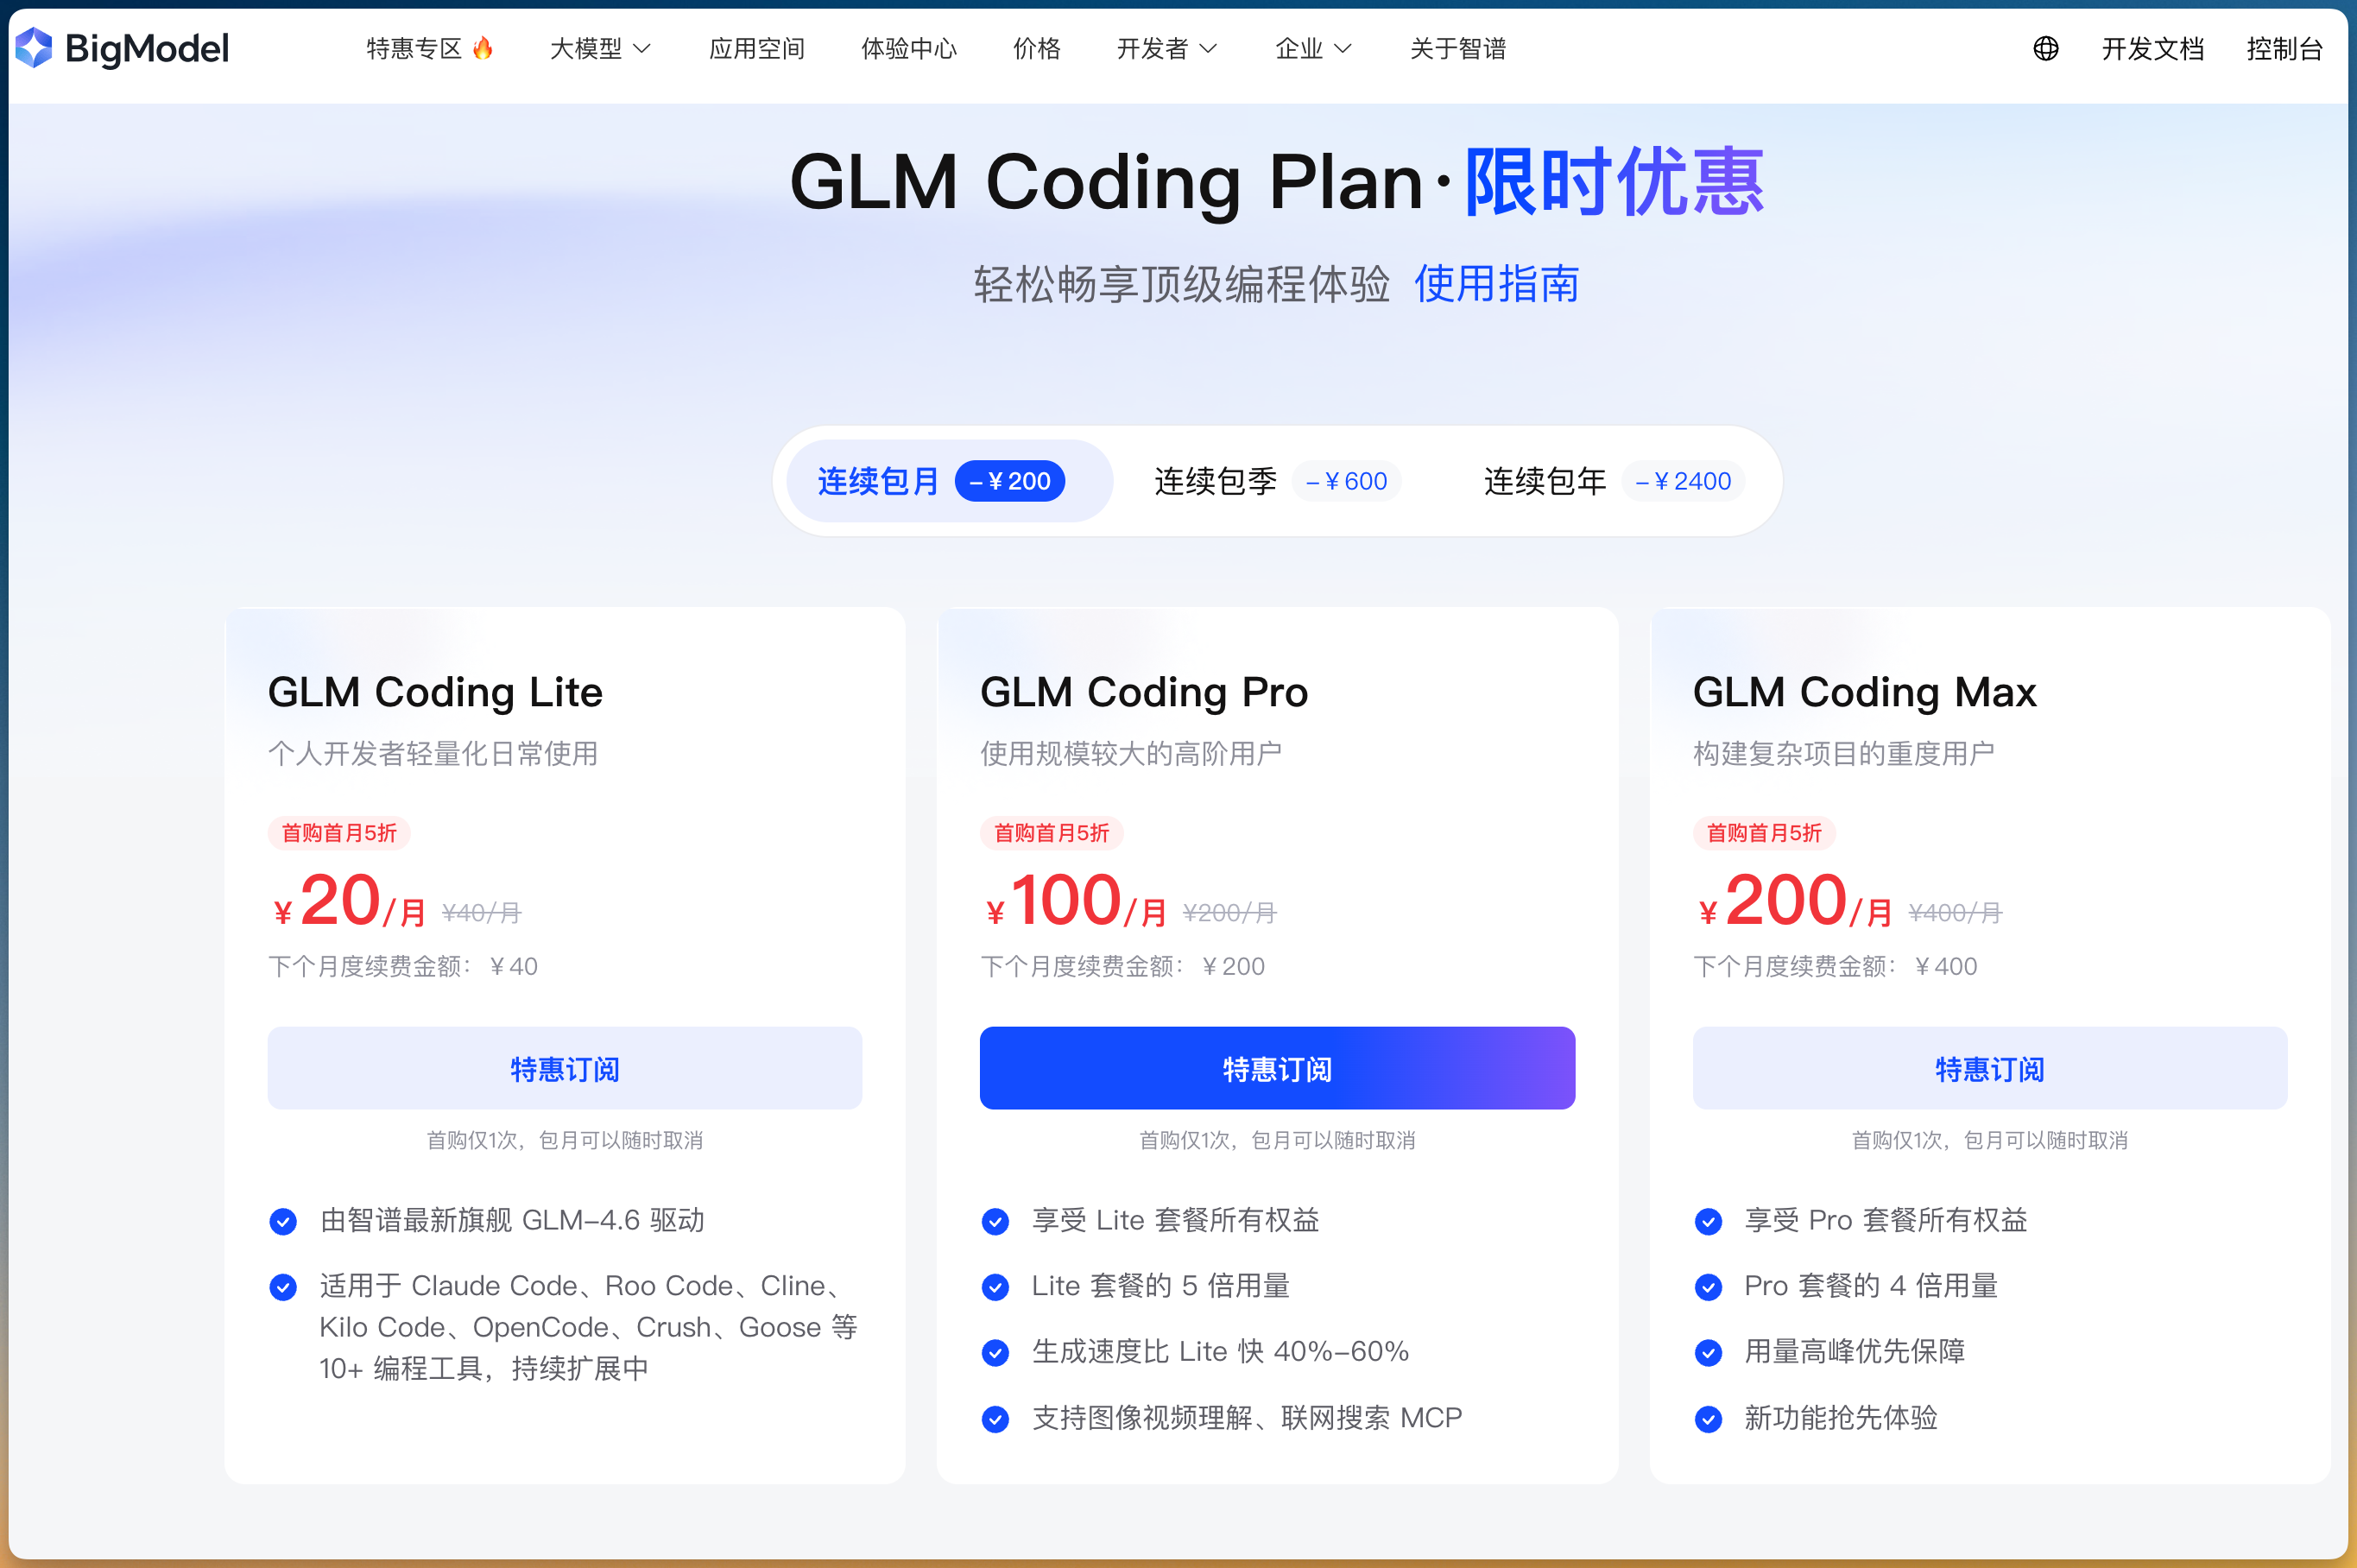 BigModel
特惠专区🔥
大模型
应用空间
体验中心
价格
开发者
企业
关于智谱
开发文档
控制台
GLM Coding Plan·限时优惠
轻松畅享顶级编程体验 使用指南
连续包月 -¥200
连续包季 -¥600
连续包年 -¥2400
GLM Coding Lite
个人开发者轻量化日常使用
首购首月5折
¥20/月 ¥40/月
下个月度续费金额：¥40
特惠订阅
首购仅1次，包月可以随时取消
由智谱最新旗舰 GLM-4.6 驱动
适用于 Claude Code、Roo Code、Cline、
Kilo Code、OpenCode、Crush、Goose 等
10+ 编程工具，持续扩展中
GLM Coding Pro
使用规模较大的高阶用户
首购首月5折
¥100/月 ¥200/月
下个月度续费金额：¥200
特惠订阅
首购仅1次，包月可以随时取消
享受 Lite 套餐所有权益
Lite 套餐的 5 倍用量
生成速度比 Lite 快 40%-60%
支持图像视频理解、联网搜索 MCP
GLM Coding Max
构建复杂项目的重度用户
首购首月5折
¥200/月 ¥400/月
下个月度续费金额：¥400
特惠订阅
首购仅1次，包月可以随时取消
享受 Pro 套餐所有权益
Pro 套餐的 4 倍用量
用量高峰优先保障
新功能抢先体验